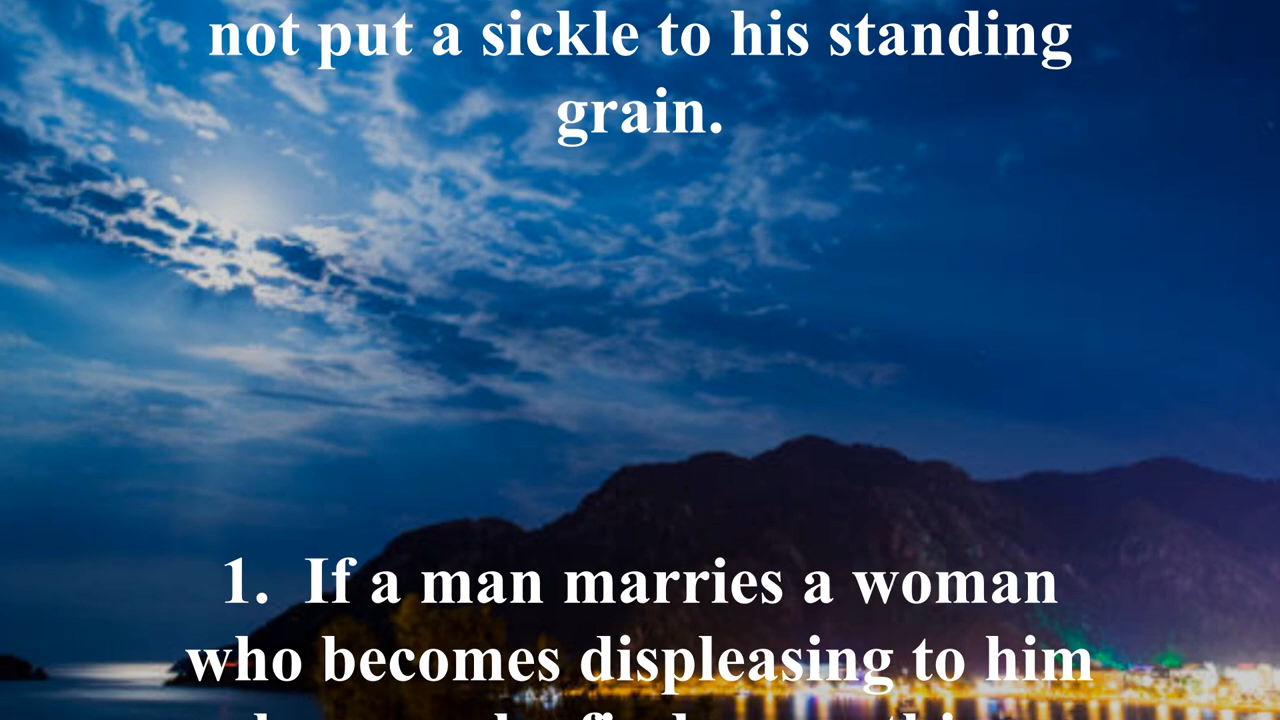 not put a sickle to his standing
grain.
1. If a man marries a woman
who becomes displeasing to him